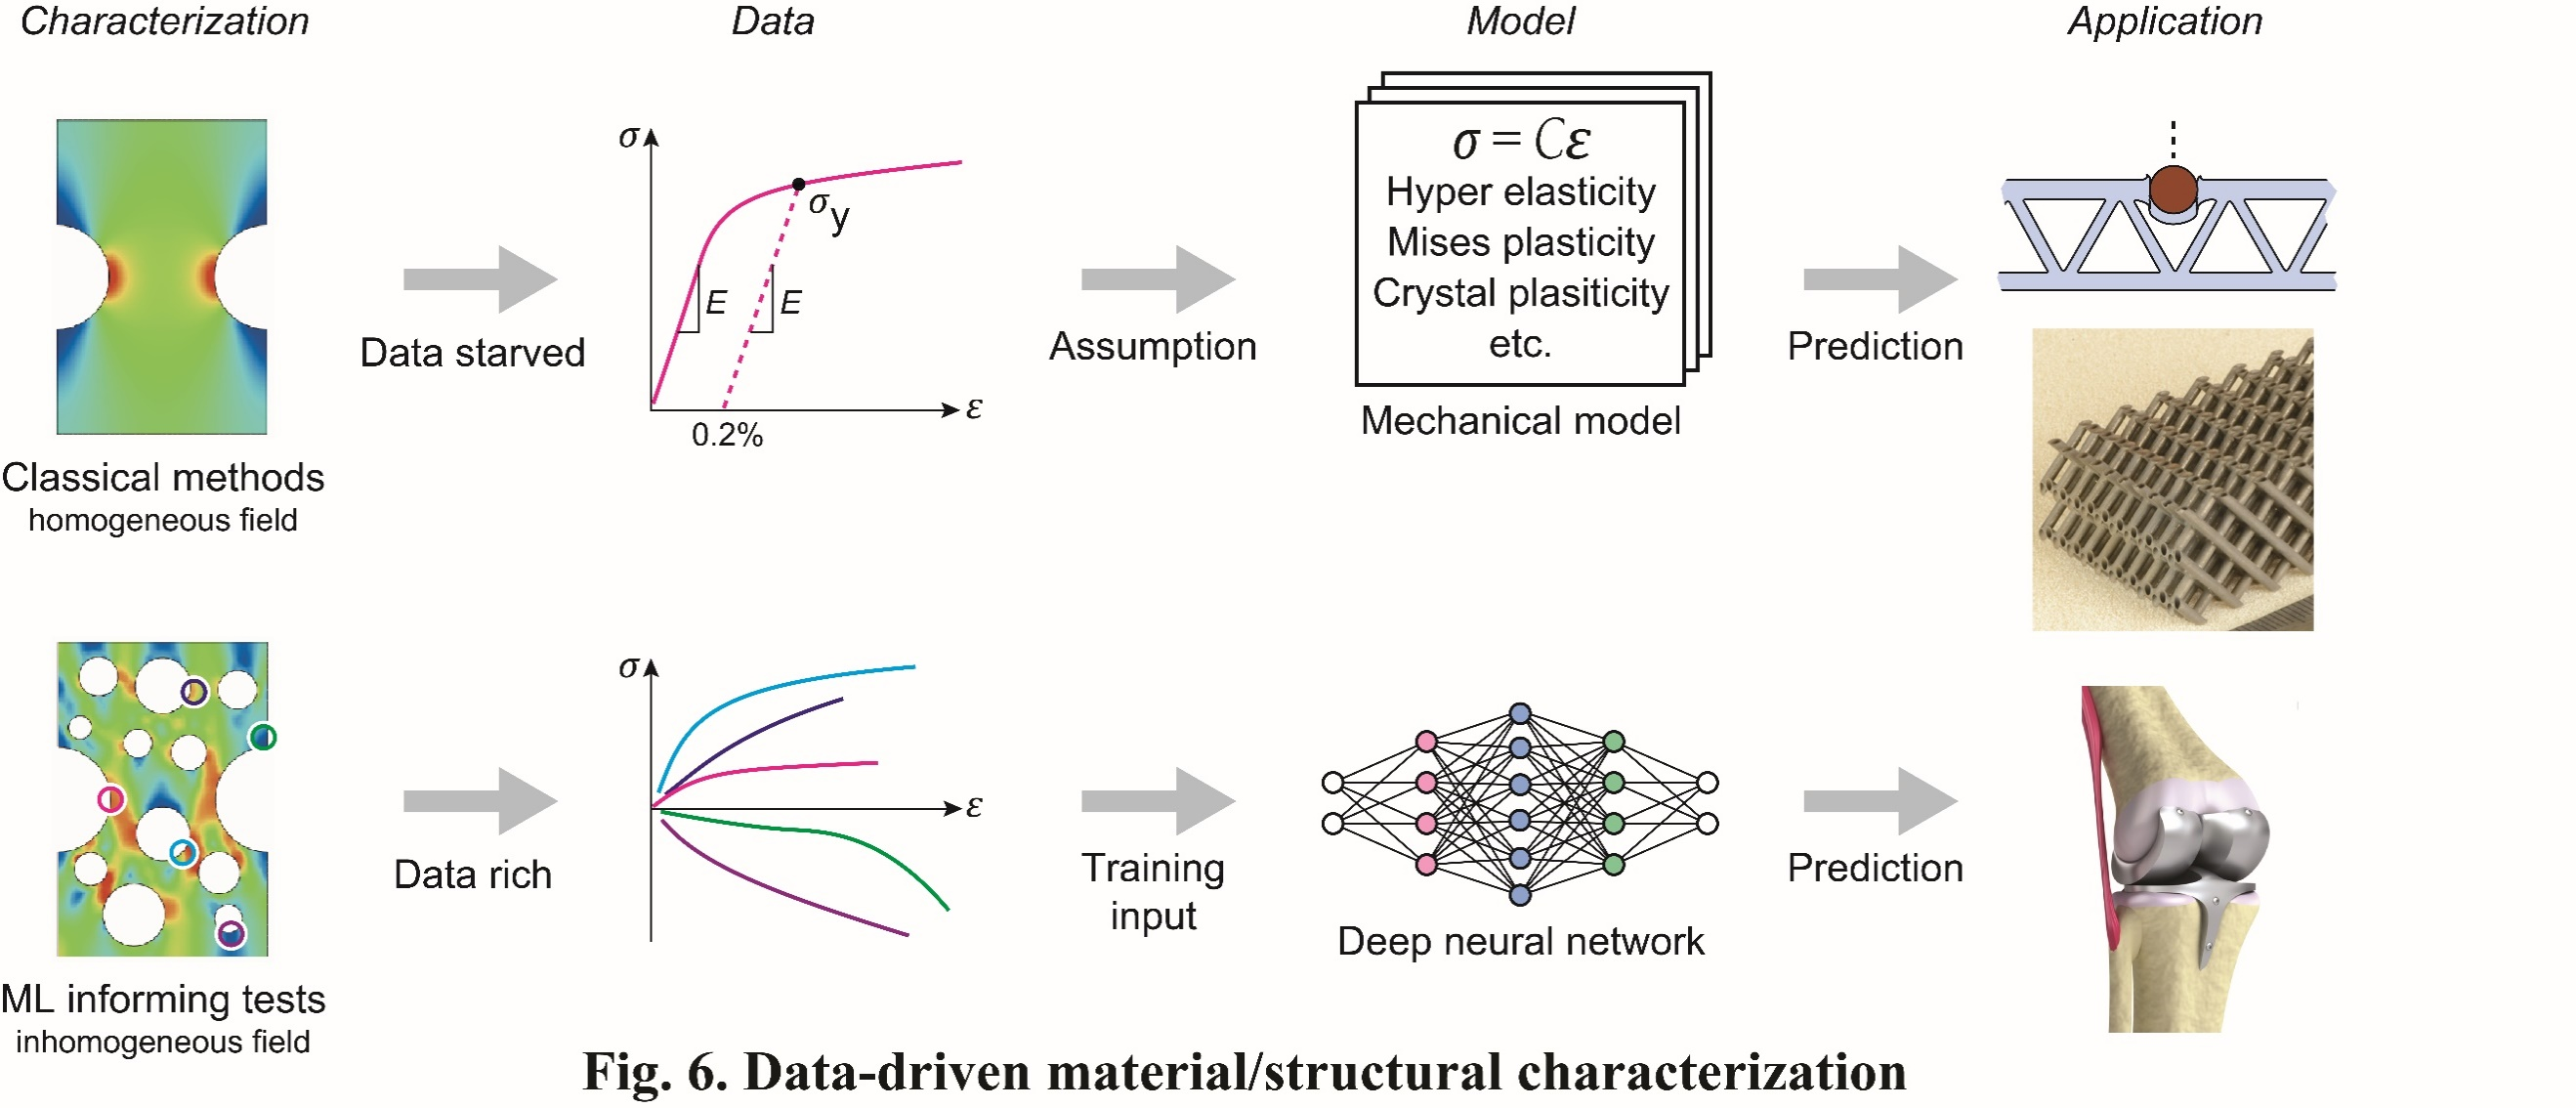 Characterization
Data
Model
Application
σ
σy
E
E
ε
0.2%
σ = Cε
Hyper elasticity
Mises plasticity
Crystal plasiticity
etc.
Data starved
Assumption
Prediction
Mechanical model
Classical methods
homogeneous field
σ
ε
Data rich
Training
input
Prediction
Deep neural network
ML informing tests
inhomogeneous field
Fig. 6. Data-driven material/structural characterization